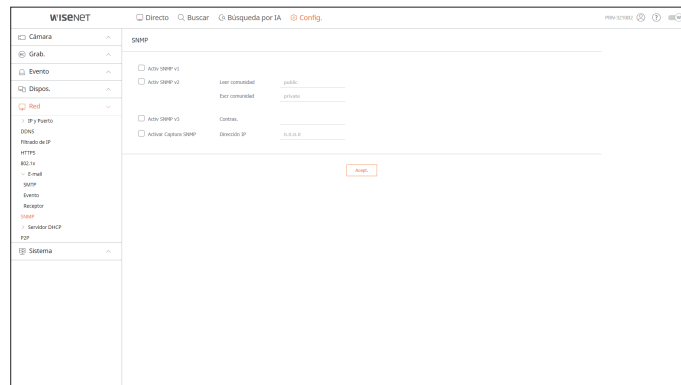 WISENET Directo Buscar Búsqueda por IA Config.
Cámara
Grab.
Evento
Dispos.
Red
IP y Puerto
DDNS
Filtrado de IP
HTTPS
802.1x
E-mail
SMTP
Evento
Receptor
SNMP
Servidor DHCP
P2P
Sistema
SNMP
Activ SNMP v1
Activ SNMP v2 Leer comunidad public
Escr comunidad private
Activ SNMP v3 Contras.
Activar Captura SNMP Dirección IP 0.0.0.0
Acept.